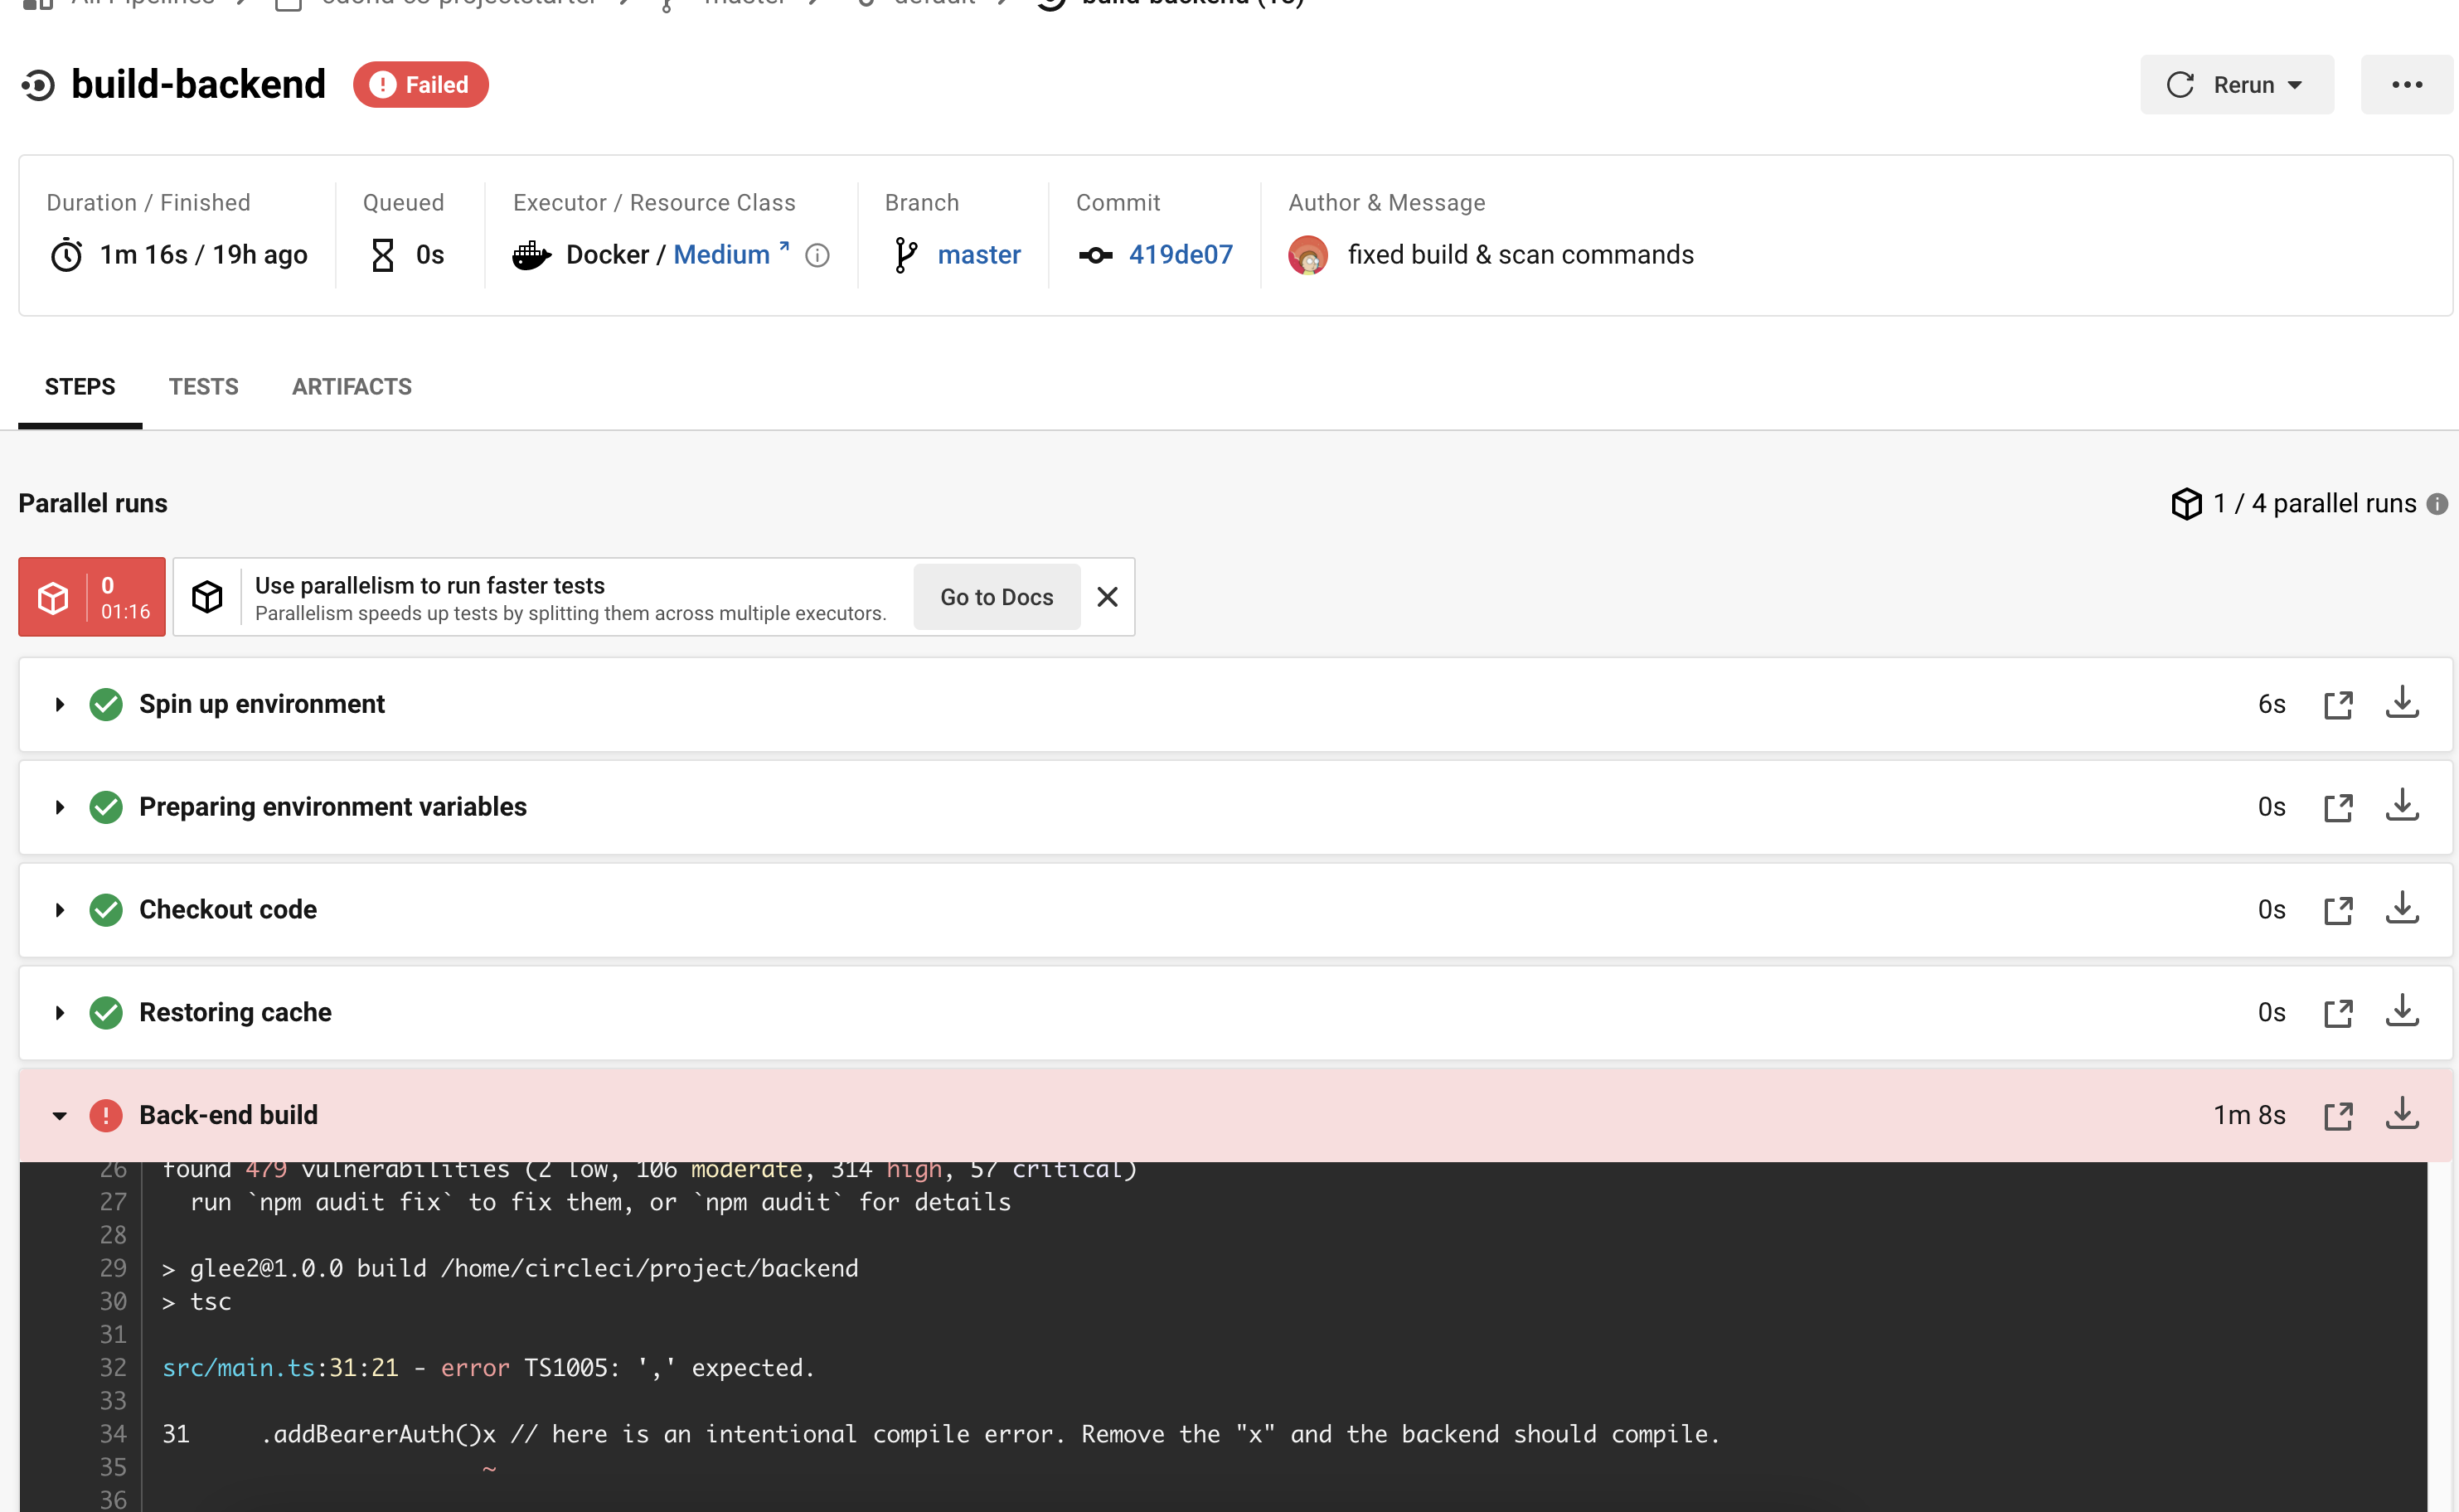 build-backend Failed
Rerun
Duration / Finished
1m 16s / 19h ago
Queued
0s
Executor / Resource Class
Docker / Medium
Branch
master
Commit
419de07
Author & Message
fixed build & scan commands
STEPS TESTS ARTIFACTS
Parallel runs
1 / 4 parallel runs
0
01:16
Use parallelism to run faster tests
Parallelism speeds up tests by splitting them across multiple executors.
Go to Docs
Spin up environment 6s
Preparing environment variables 0s
Checkout code 0s
Restoring cache 0s
Back-end build 1m 8s
26 found 479 vulnerabilities (2 low, 106 moderate, 314 high, 57 critical)
27 run `npm audit fix` to fix them, or `npm audit` for details
28
29 > glee2@1.0.0 build /home/circleci/project/backend
30 > tsc
31
32 src/main.ts:31:21 - error TS1005: ',' expected.
33
34 31 .addBearerAuth()x // here is an intentional compile error. Remove the "x" and the backend should compile.
35 ~
36